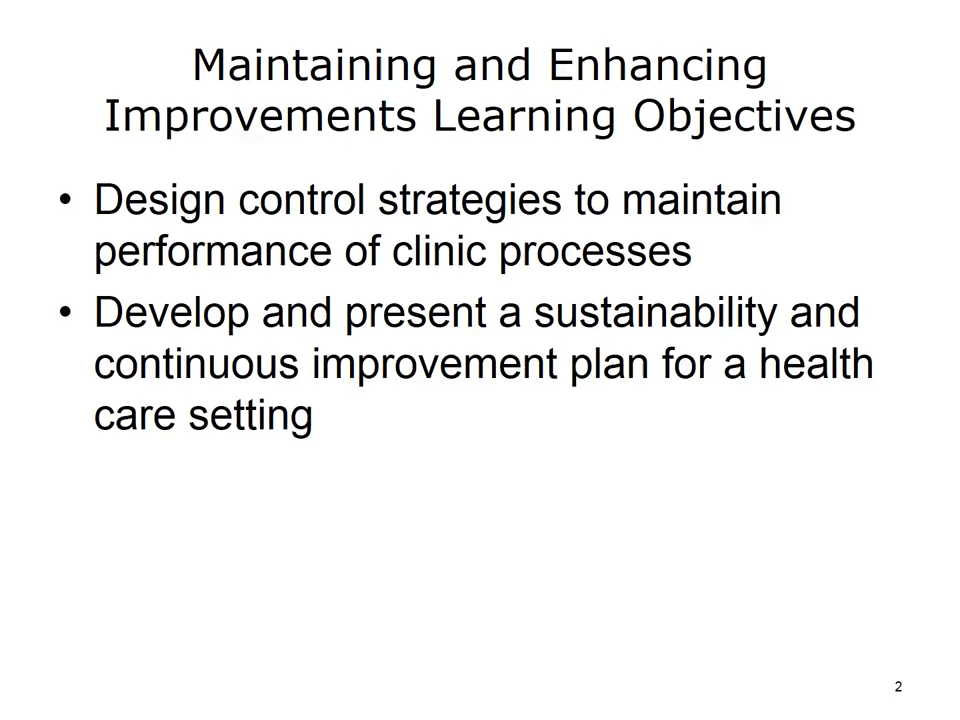 Maintaining and Enhancing
Improvements Learning Objectives
• Design control strategies to maintain
performance of clinic processes
• Develop and present a sustainability and
continuous improvement plan for a health
care setting
2